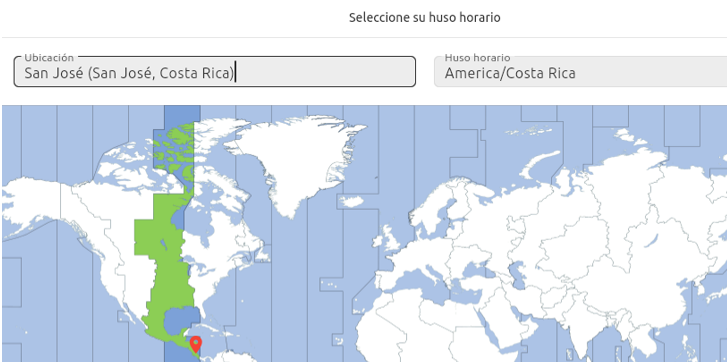 Seleccione su huso horario
Ubicación
San José (San José, Costa Rica)
Huso horario
America/Costa Rica